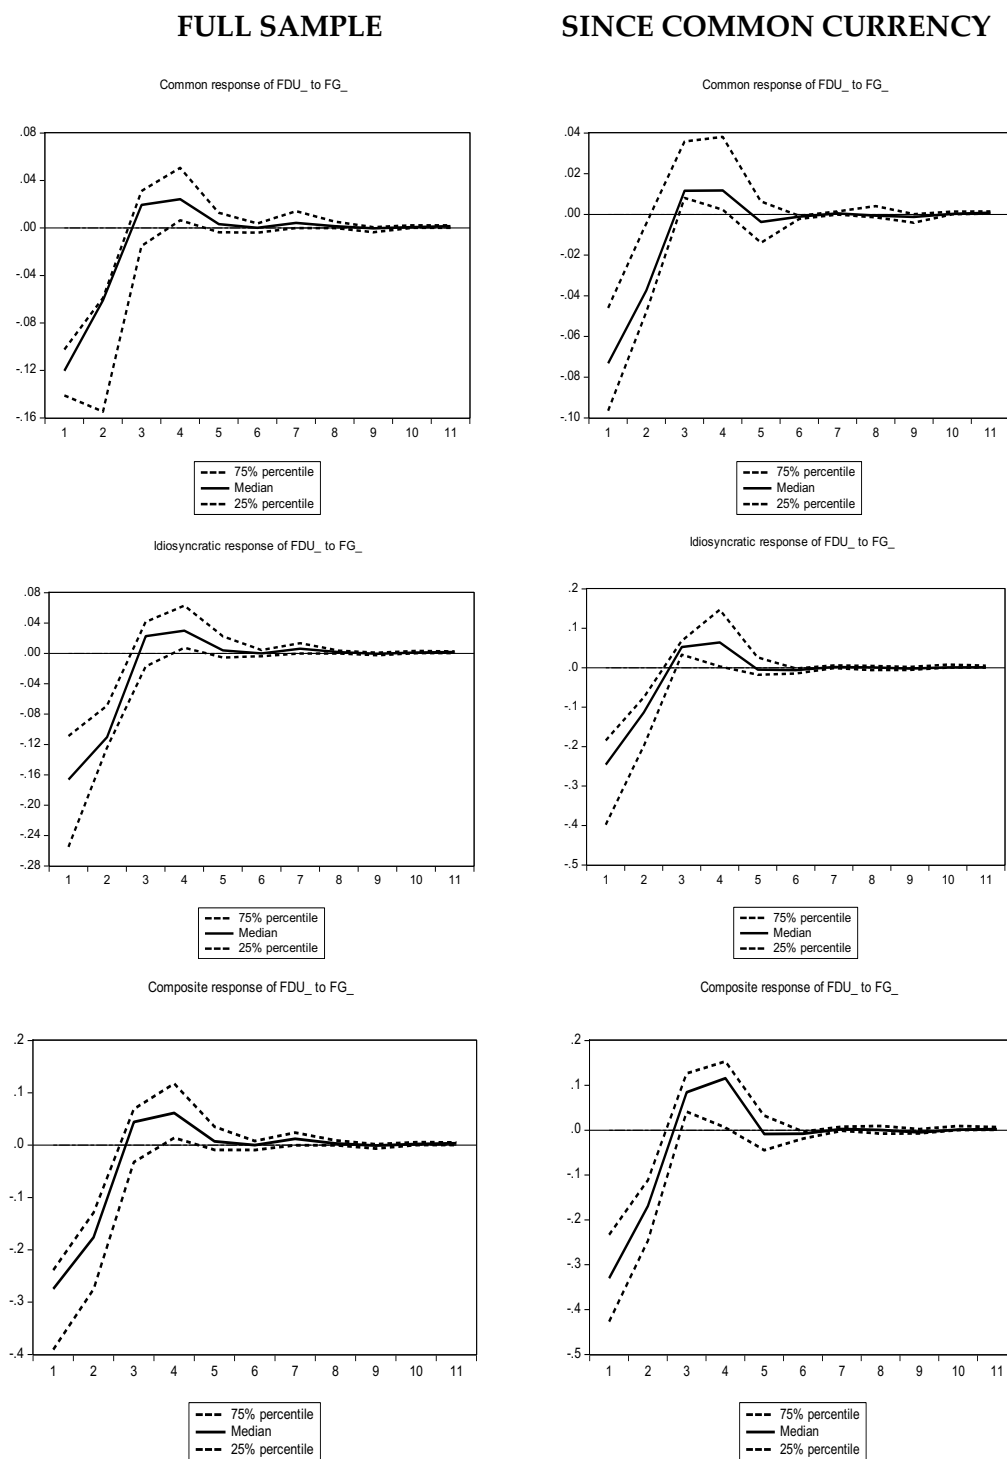 FULL SAMPLE
SINCE COMMON CURRENCY
Common response of FDU_ to FG_
.08
.04
.00
-.04
-.08
-.12
-.16
1 2 3 4 5 6 7 8 9 10 11
75% percentile
Median
25% percentile
Common response of FDU_ to FG_
.04
.02
.00
-.02
-.04
-.06
-.08
-.10
1 2 3 4 5 6 7 8 9 10 11
75% percentile
Median
25% percentile
Idiosyncratic response of FDU_ to FG_
.08
.04
.00
-.04
-.08
-.12
-.16
-.20
-.24
-.28
1 2 3 4 5 6 7 8 9 10 11
75% percentile
Median
25% percentile
Idiosyncratic response of FDU_ to FG_
.2
.1
.0
-.1
-.2
-.3
-.4
-.5
1 2 3 4 5 6 7 8 9 10 11
75% percentile
Median
25% percentile
Composite response of FDU_ to FG_
.2
.1
.0
-.1
-.2
-.3
-.4
1 2 3 4 5 6 7 8 9 10 11
75% percentile
Median
25% percentile
Composite response of FDU_ to FG_
.2
.1
.0
-.1
-.2
-.3
-.4
-.5
1 2 3 4 5 6 7 8 9 10 11
75% percentile
Median
25% percentile